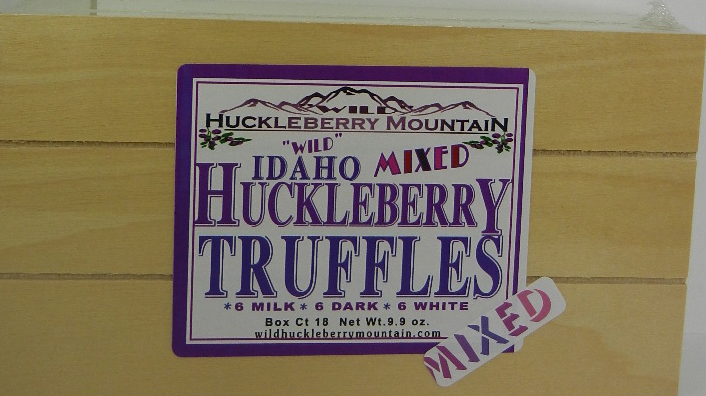 WILD
HUCKLEBERRY MOUNTAIN
"WILD"
IDAHO MIXED
HUCKLEBERRY
TRUFFLES
*6 MILK * 6 DARK * 6 WHITE
Box Ct 18 Net Wt.9.9 oz.
wildhuckleberrymountain.com
MIXED